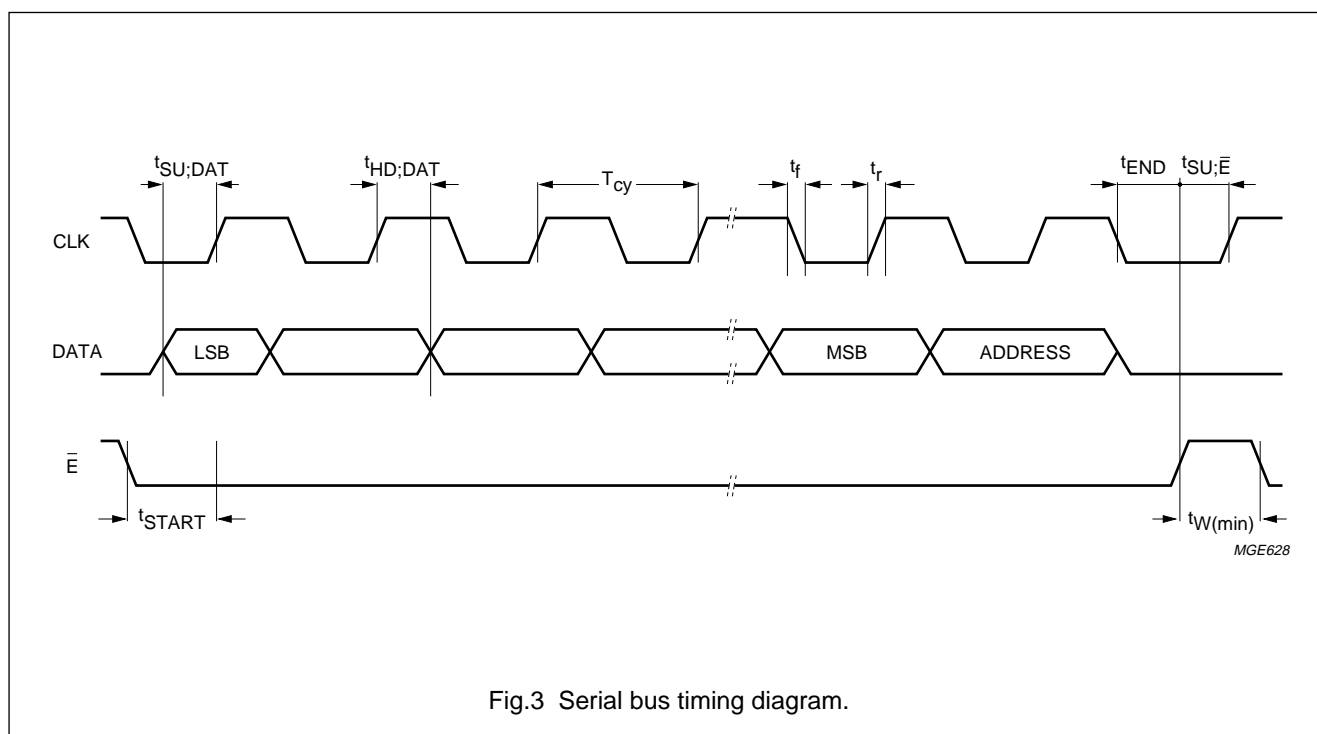 tSU;DAT tHD;DAT Tcy tf tr tEND tSU;E̅
CLK
DATA LSB MSB ADDRESS
E̅
tSTART tW(min)
MGE628
Fig.3 Serial bus timing diagram.